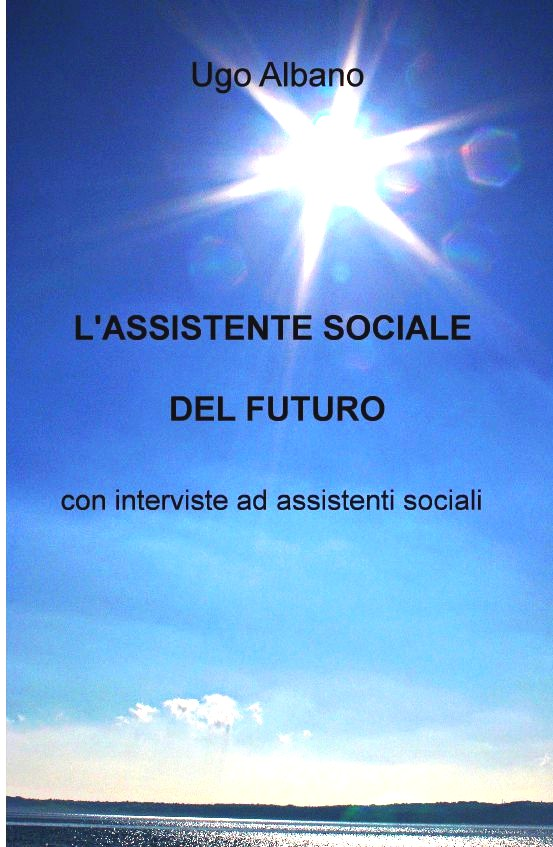 Ugo Albano
L'ASSISTENTE SOCIALE
DEL FUTURO
con interviste ad assistenti sociali